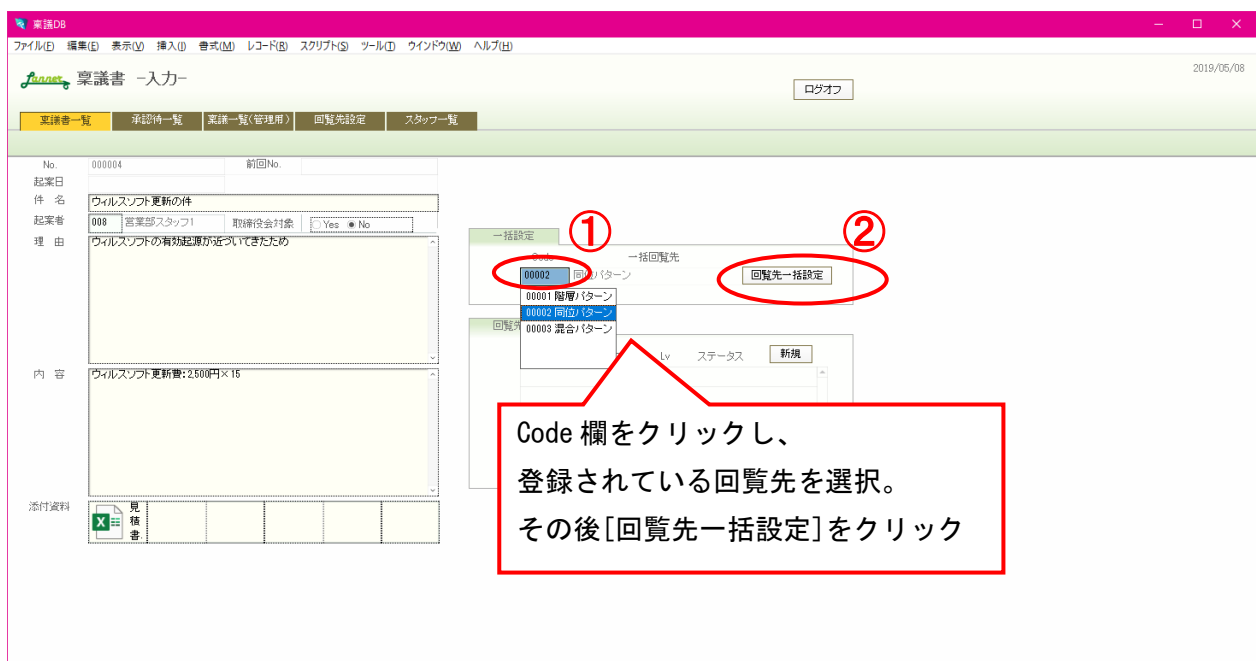 稟議DB
ファイル(F) 編集(E) 表示(V) 挿入(I) 書式(M) レコード(R) スクリプト(S) ツール(T) ウインドウ(W) ヘルプ(H)
2019/05/08
Lanner 稟議書 -入力-
ログオフ
稟議書一覧 承認待一覧 稟議一覧(管理用) 回覧先設定 スタッフ一覧
No. 000004 前回No.
起案日
件 名 ウィルスソフト更新の件
起案者 008 営業部スタッフ1 取締役会対象 Yes No
理 由 ウィルスソフトの有効起源が近づいてきたため
一括設定 ① ②
Code 一括回覧先
00002 同位パターン 回覧先一括設定
00001 階層パターン
00002 同位パターン
回覧先 00003 混合パターン
Lv ステータス 新規
内 容 ウィルスソフト更新費:2,500円×15
Code 欄をクリックし、
登録されている回覧先を選択。
その後[回覧先一括設定]をクリック
添付資料 見積書.